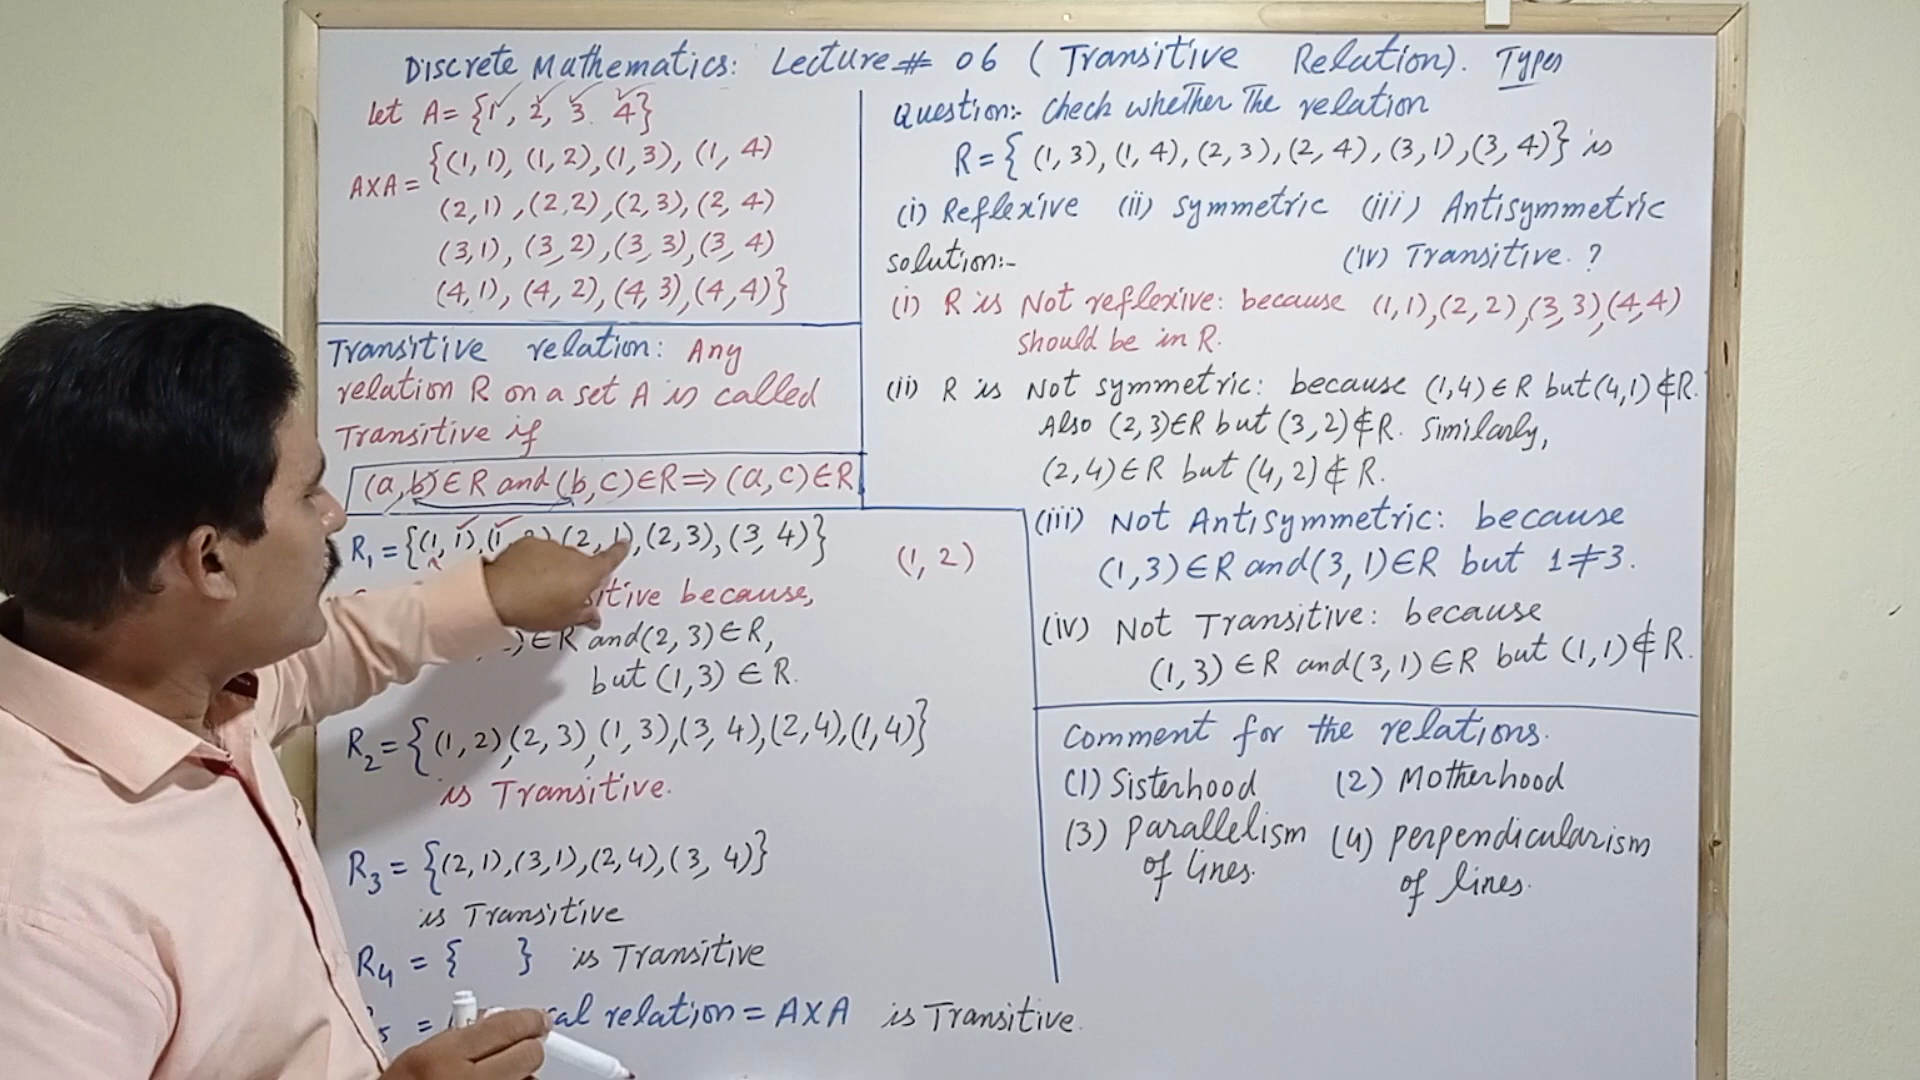 Discrete Mathematics: Lecture # 06 (Transitive Relation). Types
Let A = {1, 2, 3. 4}
AXA = {(1, 1), (1, 2), (1, 3), (1, 4)
(2, 1), (2, 2), (2, 3), (2, 4)
(3, 1), (3, 2), (3, 3), (3, 4)
(4, 1), (4, 2), (4, 3), (4, 4)}
Transitive relation: Any
relation R on a set A is called
Transitive if
(a, b) ∈ R and (b, c) ∈ R ⇒ (a, c) ∈ R
R₁ = {(1, 1), (1, 2) (2, 1), (2, 3), (3, 4)}
(1, 2)
because,
) ∈ R and (2, 3) ∈ R,
but (1, 3) ∈ R.
R₂ = {(1, 2), (2, 3), (1, 3), (3, 4), (2, 4), (1, 4)}
is Transitive.
R₃ = {(2, 1), (3, 1), (2, 4), (3, 4)}
is Transitive
R₄ = { } is Transitive
relation = AXA is Transitive.
Question:- Check whether The relation
R = { (1, 3), (1, 4), (2, 3), (2, 4), (3, 1), (3, 4)} is
(i) Reflexive (ii) Symmetric (iii) Antisymmetric
(iv) Transitive. ?
Solution:-
(i) R is Not reflexive: because (1, 1), (2, 2), (3, 3), (4, 4)
should be in R.
(ii) R is Not symmetric: because (1, 4) ∈ R but (4, 1) ∉ R.
Also (2, 3) ∈ R but (3, 2) ∉ R. Similarly,
(2, 4) ∈ R but (4, 2) ∉ R.
(iii) Not Antisymmetric: because
(1, 3) ∈ R and (3, 1) ∈ R but 1 ≠ 3.
(iv) Not Transitive: because
(1, 3) ∈ R and (3, 1) ∈ R but (1, 1) ∉ R.
Comment for the relations.
(1) Sisterhood (2) Motherhood
(3) Parallelism of lines. (4) perpendicularism of lines.